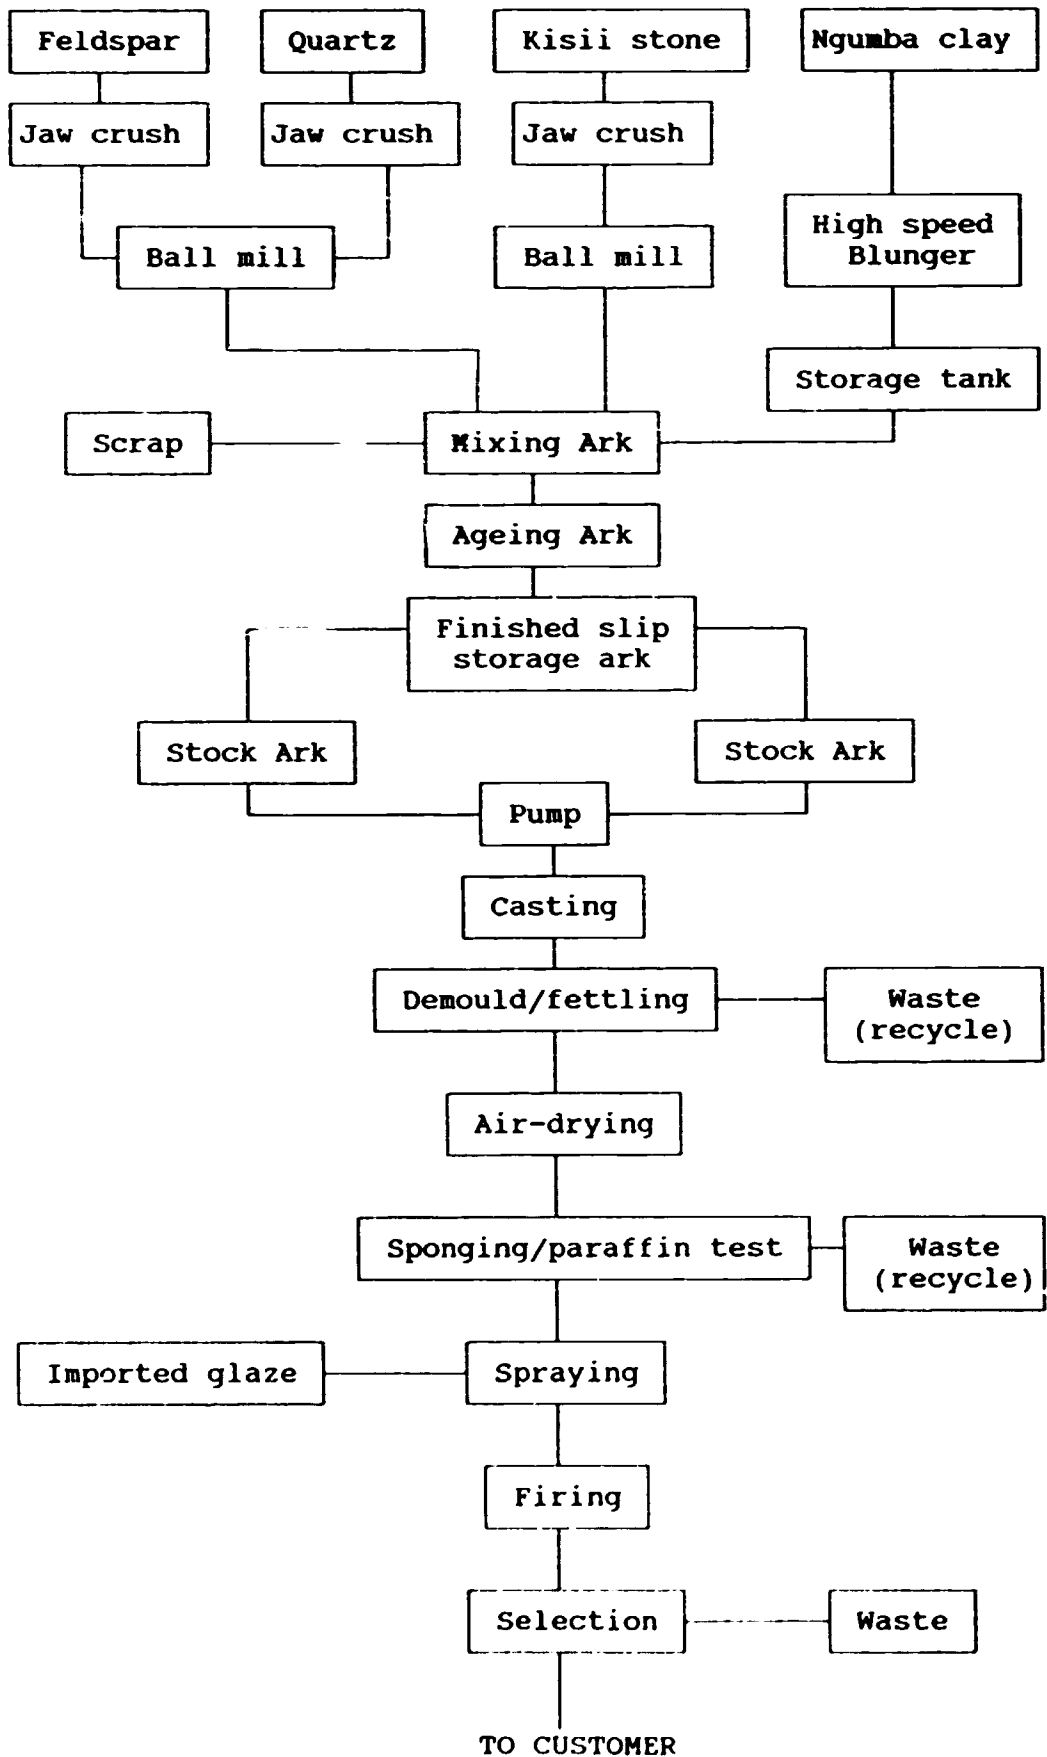 Feldspar
Quartz
Kisii stone
Ngumba clay
Jaw crush
Jaw crush
Jaw crush
High speed
Blunger
Ball mill
Ball mill
Storage tank
Scrap
Mixing Ark
Ageing Ark
Finished slip
storage ark
Stock Ark
Stock Ark
Pump
Casting
Demould/fettling
Waste
(recycle)
Air-drying
Sponging/paraffin test
Waste
(recycle)
Imported glaze
Spraying
Firing
Selection
Waste
TO CUSTOMER